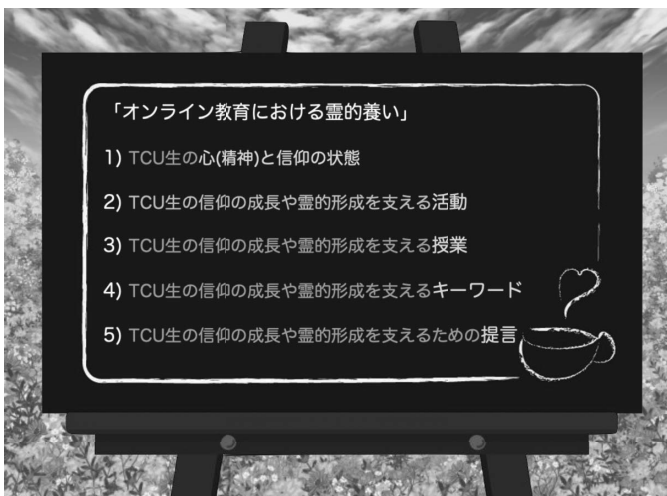 「オンライン教育における霊的養い」
1) TCU生の心(精神)と信仰の状態
2) TCU生の信仰の成長や霊的形成を支える活動
3) TCU生の信仰の成長や霊的形成を支える授業
4) TCU生の信仰の成長や霊的形成を支えるキーワード
5) TCU生の信仰の成長や霊的形成を支えるための提言